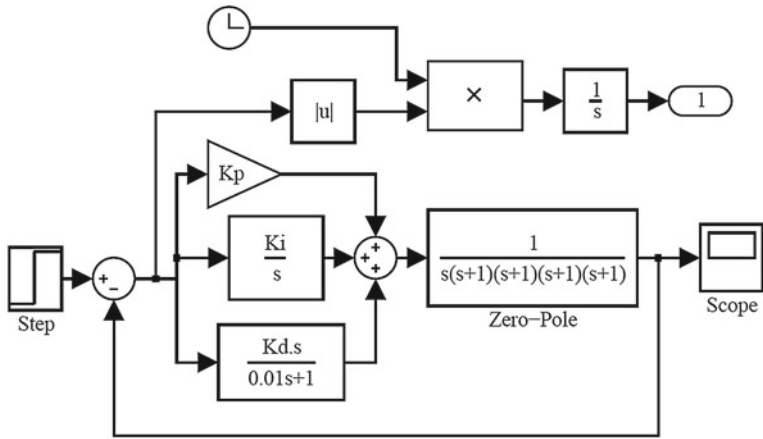 |u|
×
1
s
1
Kp
Ki
s
Kd.s
0.01s+1
+
−
+
+
+
1
s(s+1)(s+1)(s+1)(s+1)
Step
Zero−Pole
Scope